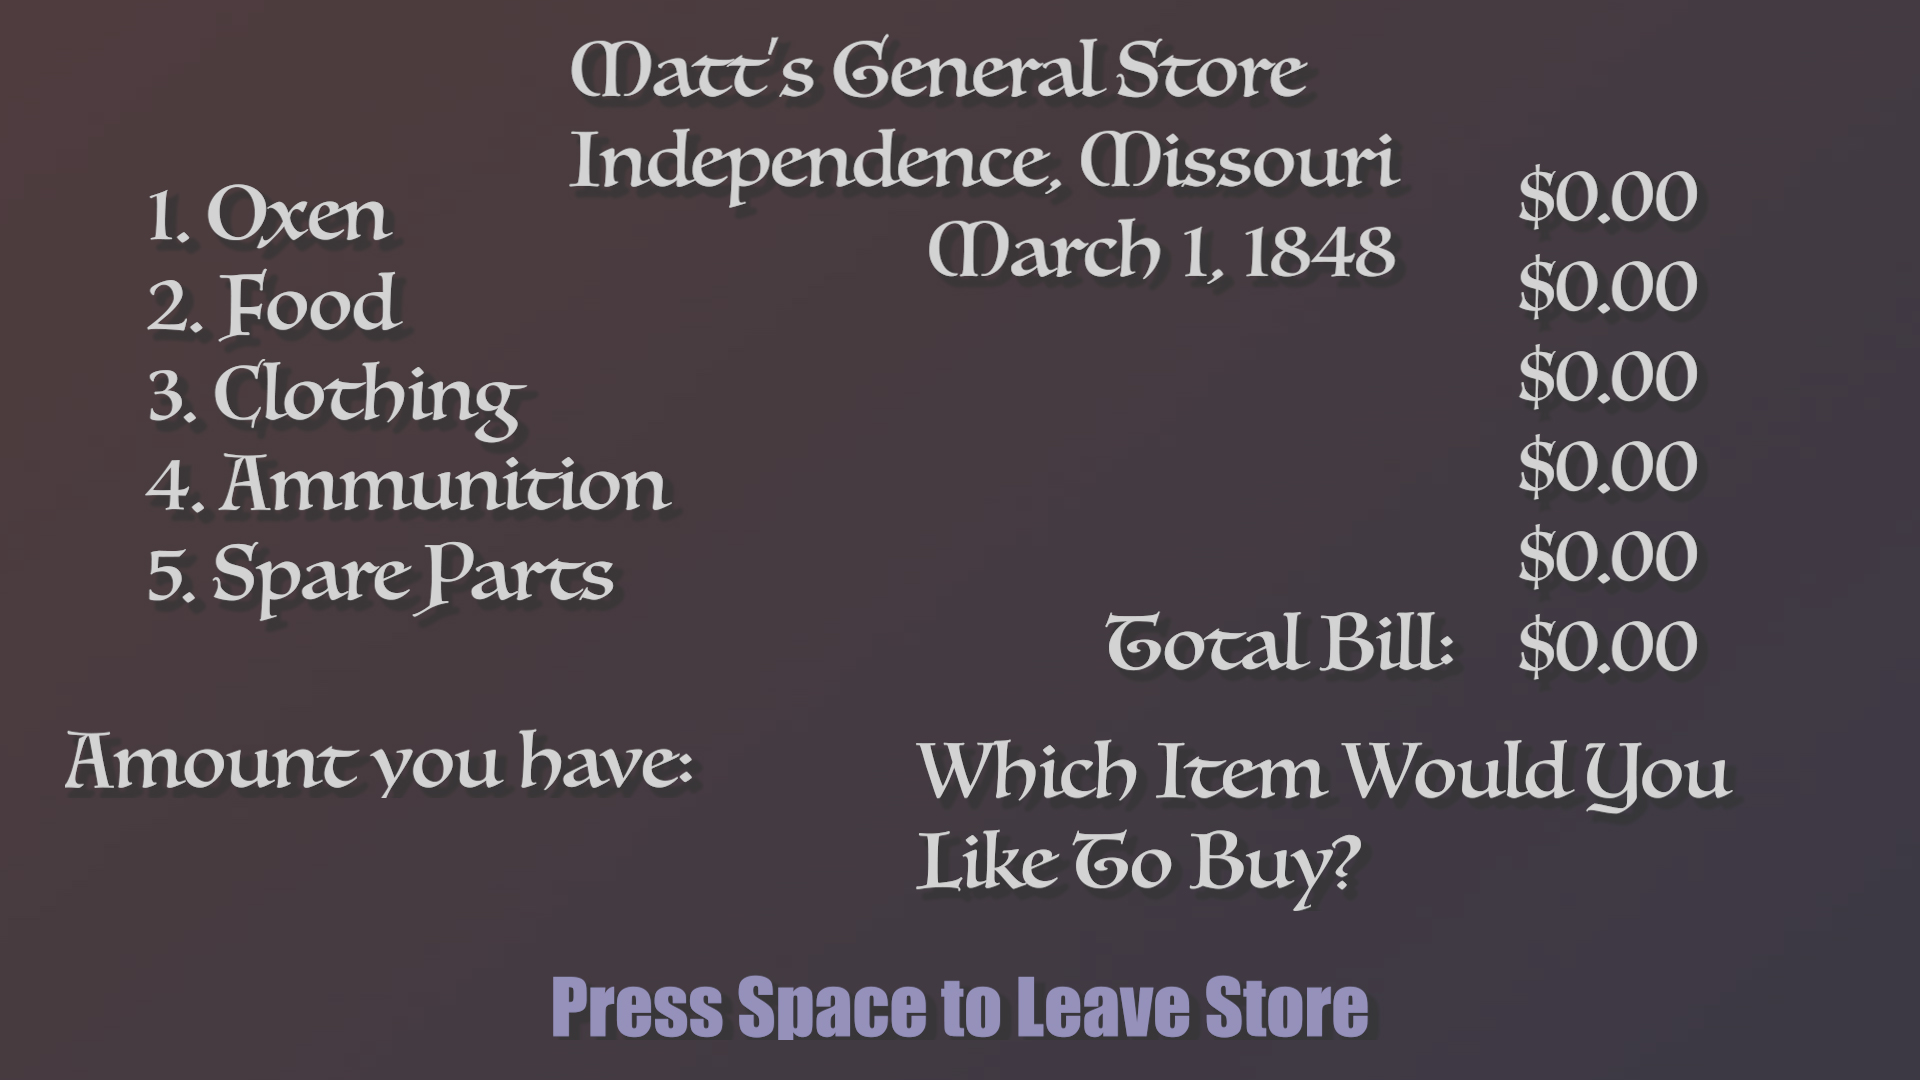 Matt's General Store
Independence, Missouri
March 1, 1848
1. Oxen $0.00
2. Food $0.00
3. Clothing $0.00
4. Ammunition $0.00
5. Spare Parts $0.00
Total Bill: $0.00
Amount you have:
Which Item Would You
Like To Buy?
Press Space to Leave Store